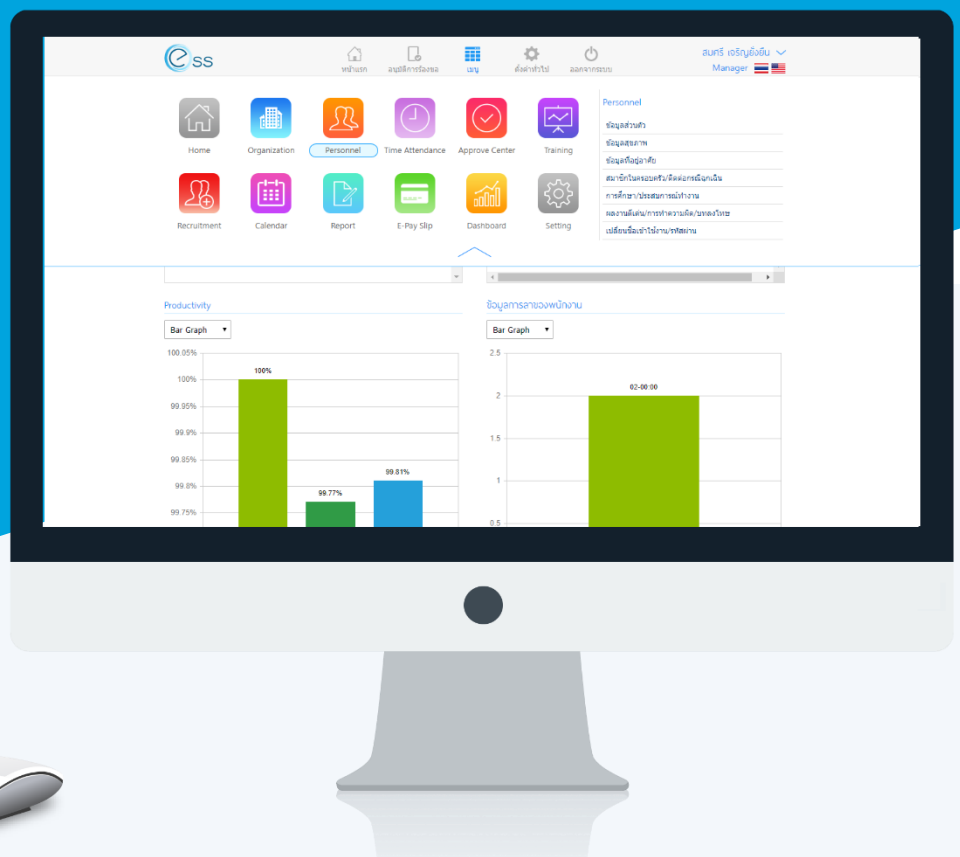 ess
หน้าแรก
อนุมัติการร้องขอ
เมนู
ตั้งค่าทั่วไป
ออกจากระบบ
สมศรี เจริญยั่งยืน
Manager
Home
Organization
Personnel
Time Attendance
Approve Center
Training
Recruitment
Calendar
Report
E-Pay Slip
Dashboard
Setting
Personnel
ข้อมูลส่วนตัว
ข้อมูลสุขภาพ
ข้อมูลที่อยู่อาศัย
สมาชิกในครอบครัว/ติดต่อกรณีฉุกเฉิน
การศึกษา/ประสบการณ์ทำงาน
ผลงานดีเด่น/การทำความผิด/บทลงโทษ
เปลี่ยนชื่อเข้าใช้งาน/รหัสผ่าน
Productivity
Bar Graph
100.05%
100%
99.95%
99.9%
99.85%
99.8%
99.75%
100%
99.77%
99.81%
ข้อมูลการลาของพนักงาน
Bar Graph
2.5
2
1.5
1
0.5
02-00:00